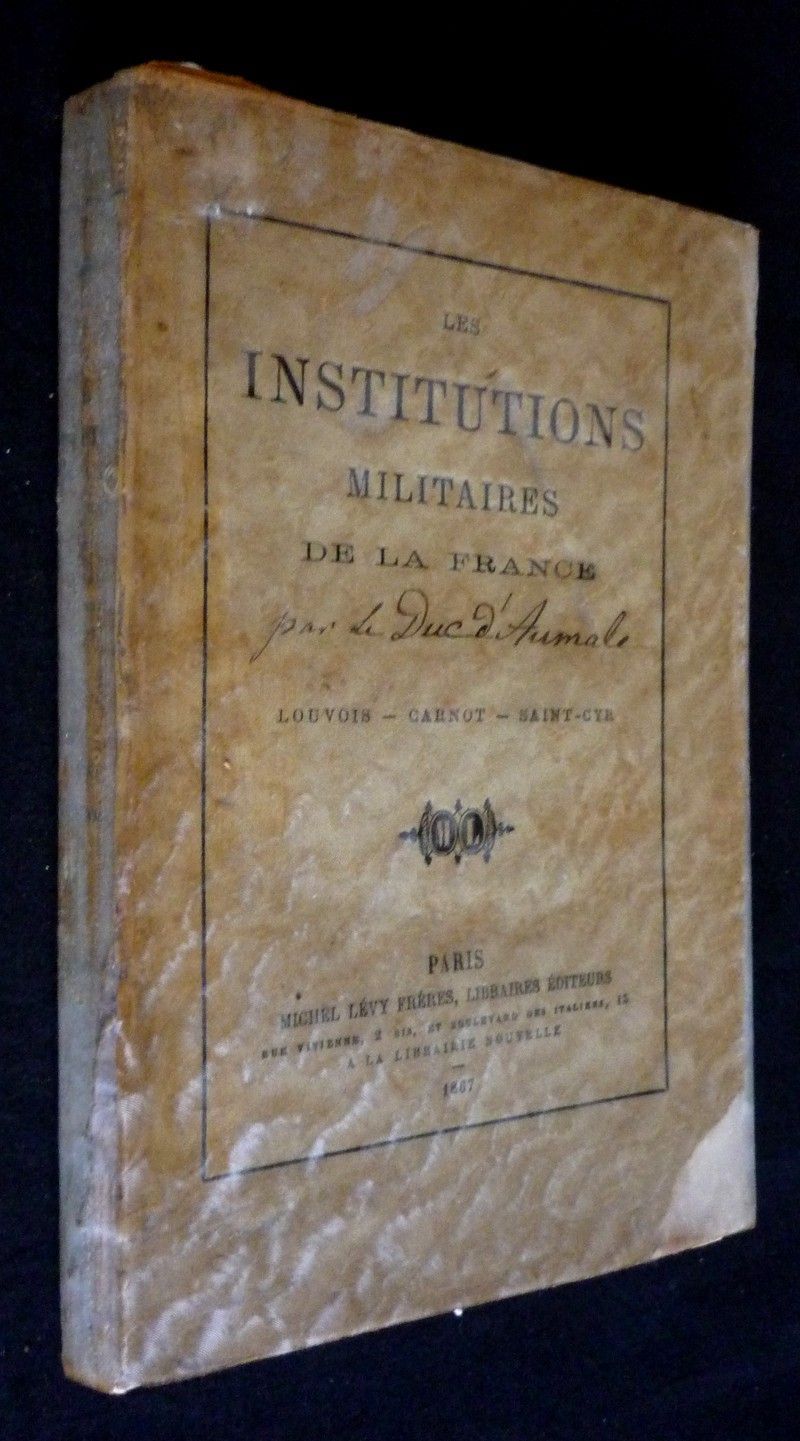 LES
INSTITUTIONS
MILITAIRES
DE LA FRANCE
par Le Duc d'Aumale
LOUVOIS — CARNOT — SAINT-CYR
PARIS
MICHEL LÉVY FRÈRES, LIBRAIRES ÉDITEURS
RUE VIVIENNE, 2 BIS, ET BOULEVARD DES ITALIENS, 15
A LA LIBRAIRIE NOUVELLE
—
1867